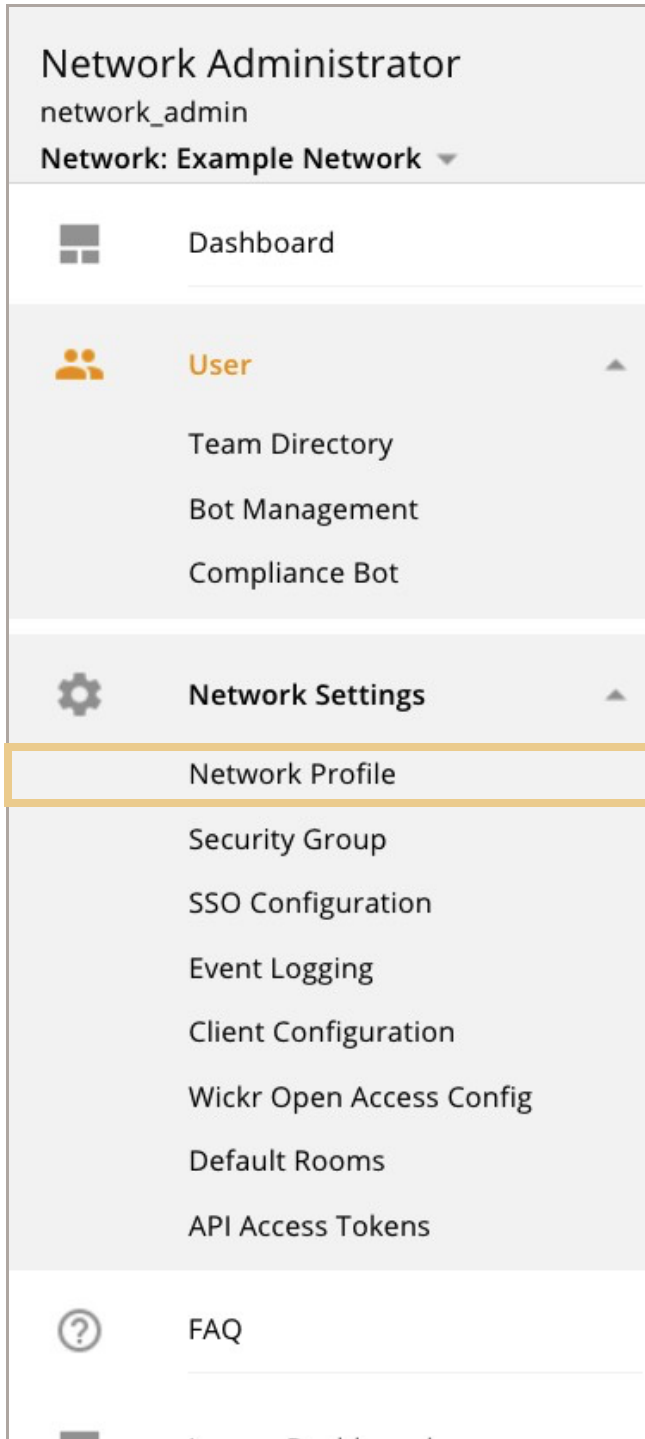 Network Administrator
network_admin
Network: Example Network
Dashboard
User
Team Directory
Bot Management
Compliance Bot
Network Settings
Network Profile
Security Group
SSO Configuration
Event Logging
Client Configuration
Wickr Open Access Config
Default Rooms
API Access Tokens
FAQ